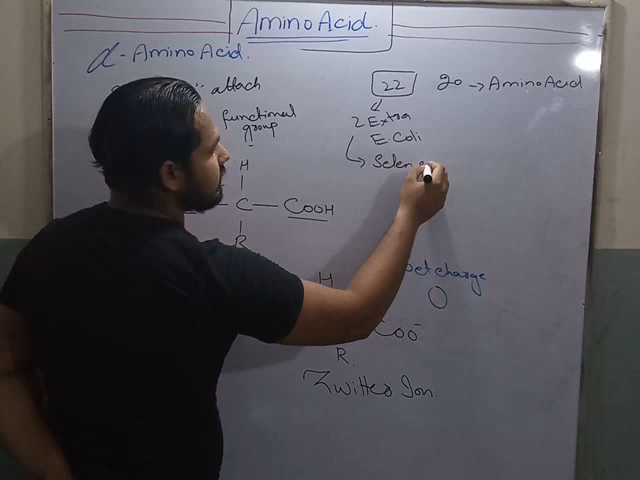 Amino Acid.
α - Amino Acid.
attach
functional
group
22
20 → Amino Acid
2 Extra
E. Coli
→ Selen
H
C — COOH
R
net charge
0
H
COO⁻
R.
Zwitter Ion